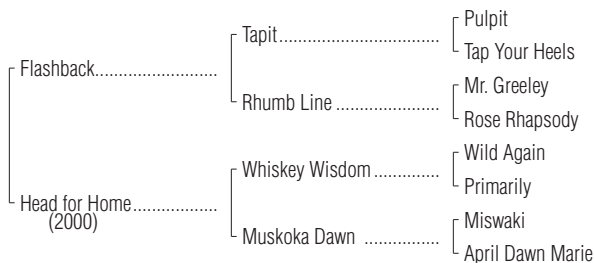 Pulpit
Tapit..................................
Tap Your Heels
Flashback..........................
Mr. Greeley
Rhumb Line ......................
Rose Rhapsody
Wild Again
Whiskey Wisdom..............
Primarily
Head for Home..................
(2000)
Miswaki
Muskoka Dawn ................
April Dawn Marie